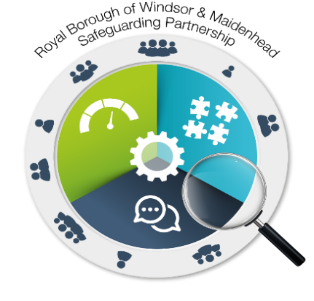 Royal Borough of Windsor & Maidenhead
Safeguarding Partnership